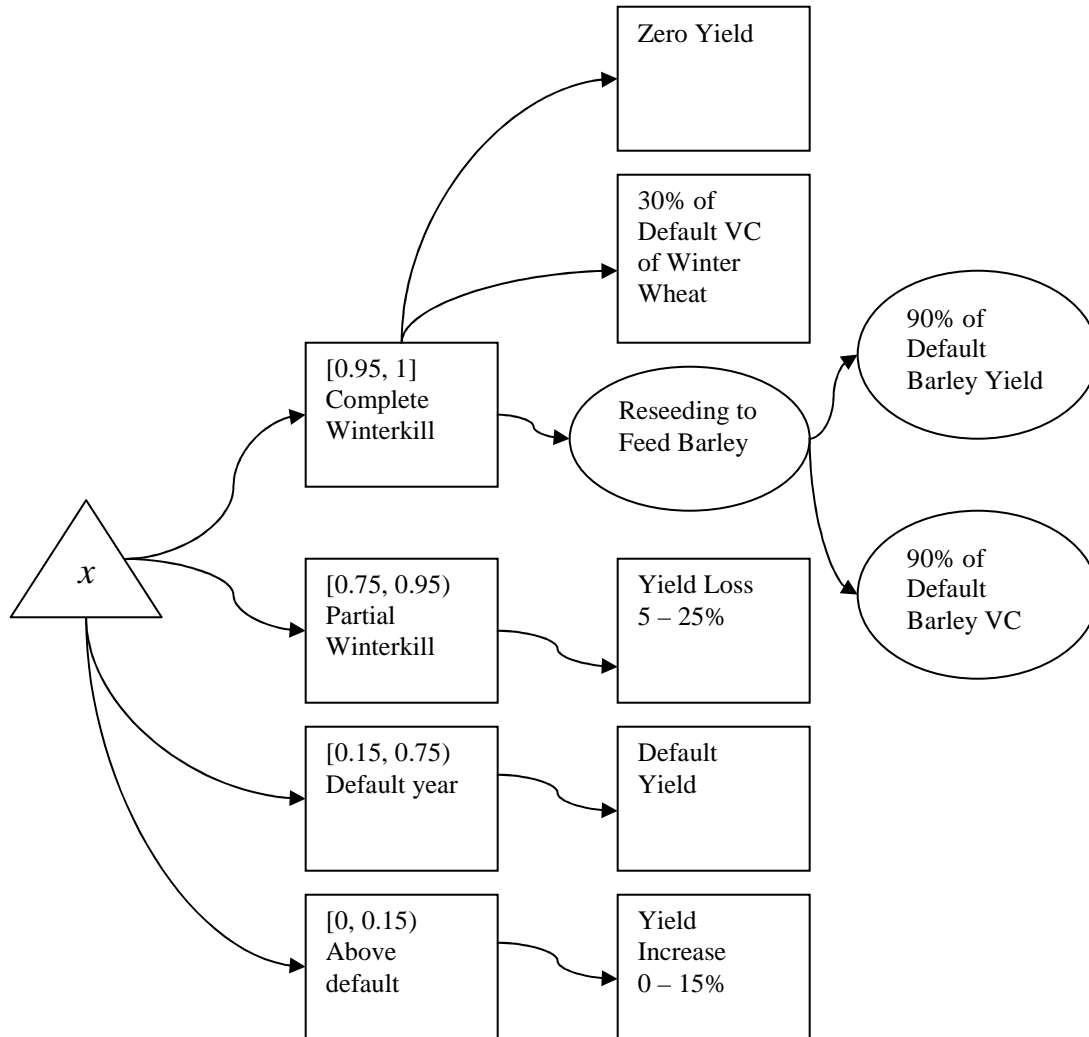 Zero Yield
30% of
Default VC
of Winter
Wheat
90% of
Default
Barley Yield
[0.95, 1]
Complete
Winterkill
Reseeding to
Feed Barley
x
[0.75, 0.95)
Partial
Winterkill
Yield Loss
5 – 25%
90% of
Default
Barley VC
[0.15, 0.75)
Default year
Default
Yield
[0, 0.15)
Above
default
Yield
Increase
0 – 15%